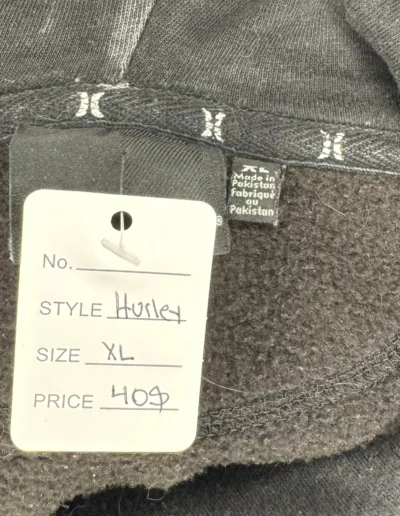 XL
Made in
Pakistan
Fabriqué
au
Pakistan
®
No.
STYLE Hurley
SIZE XL
PRICE 40$